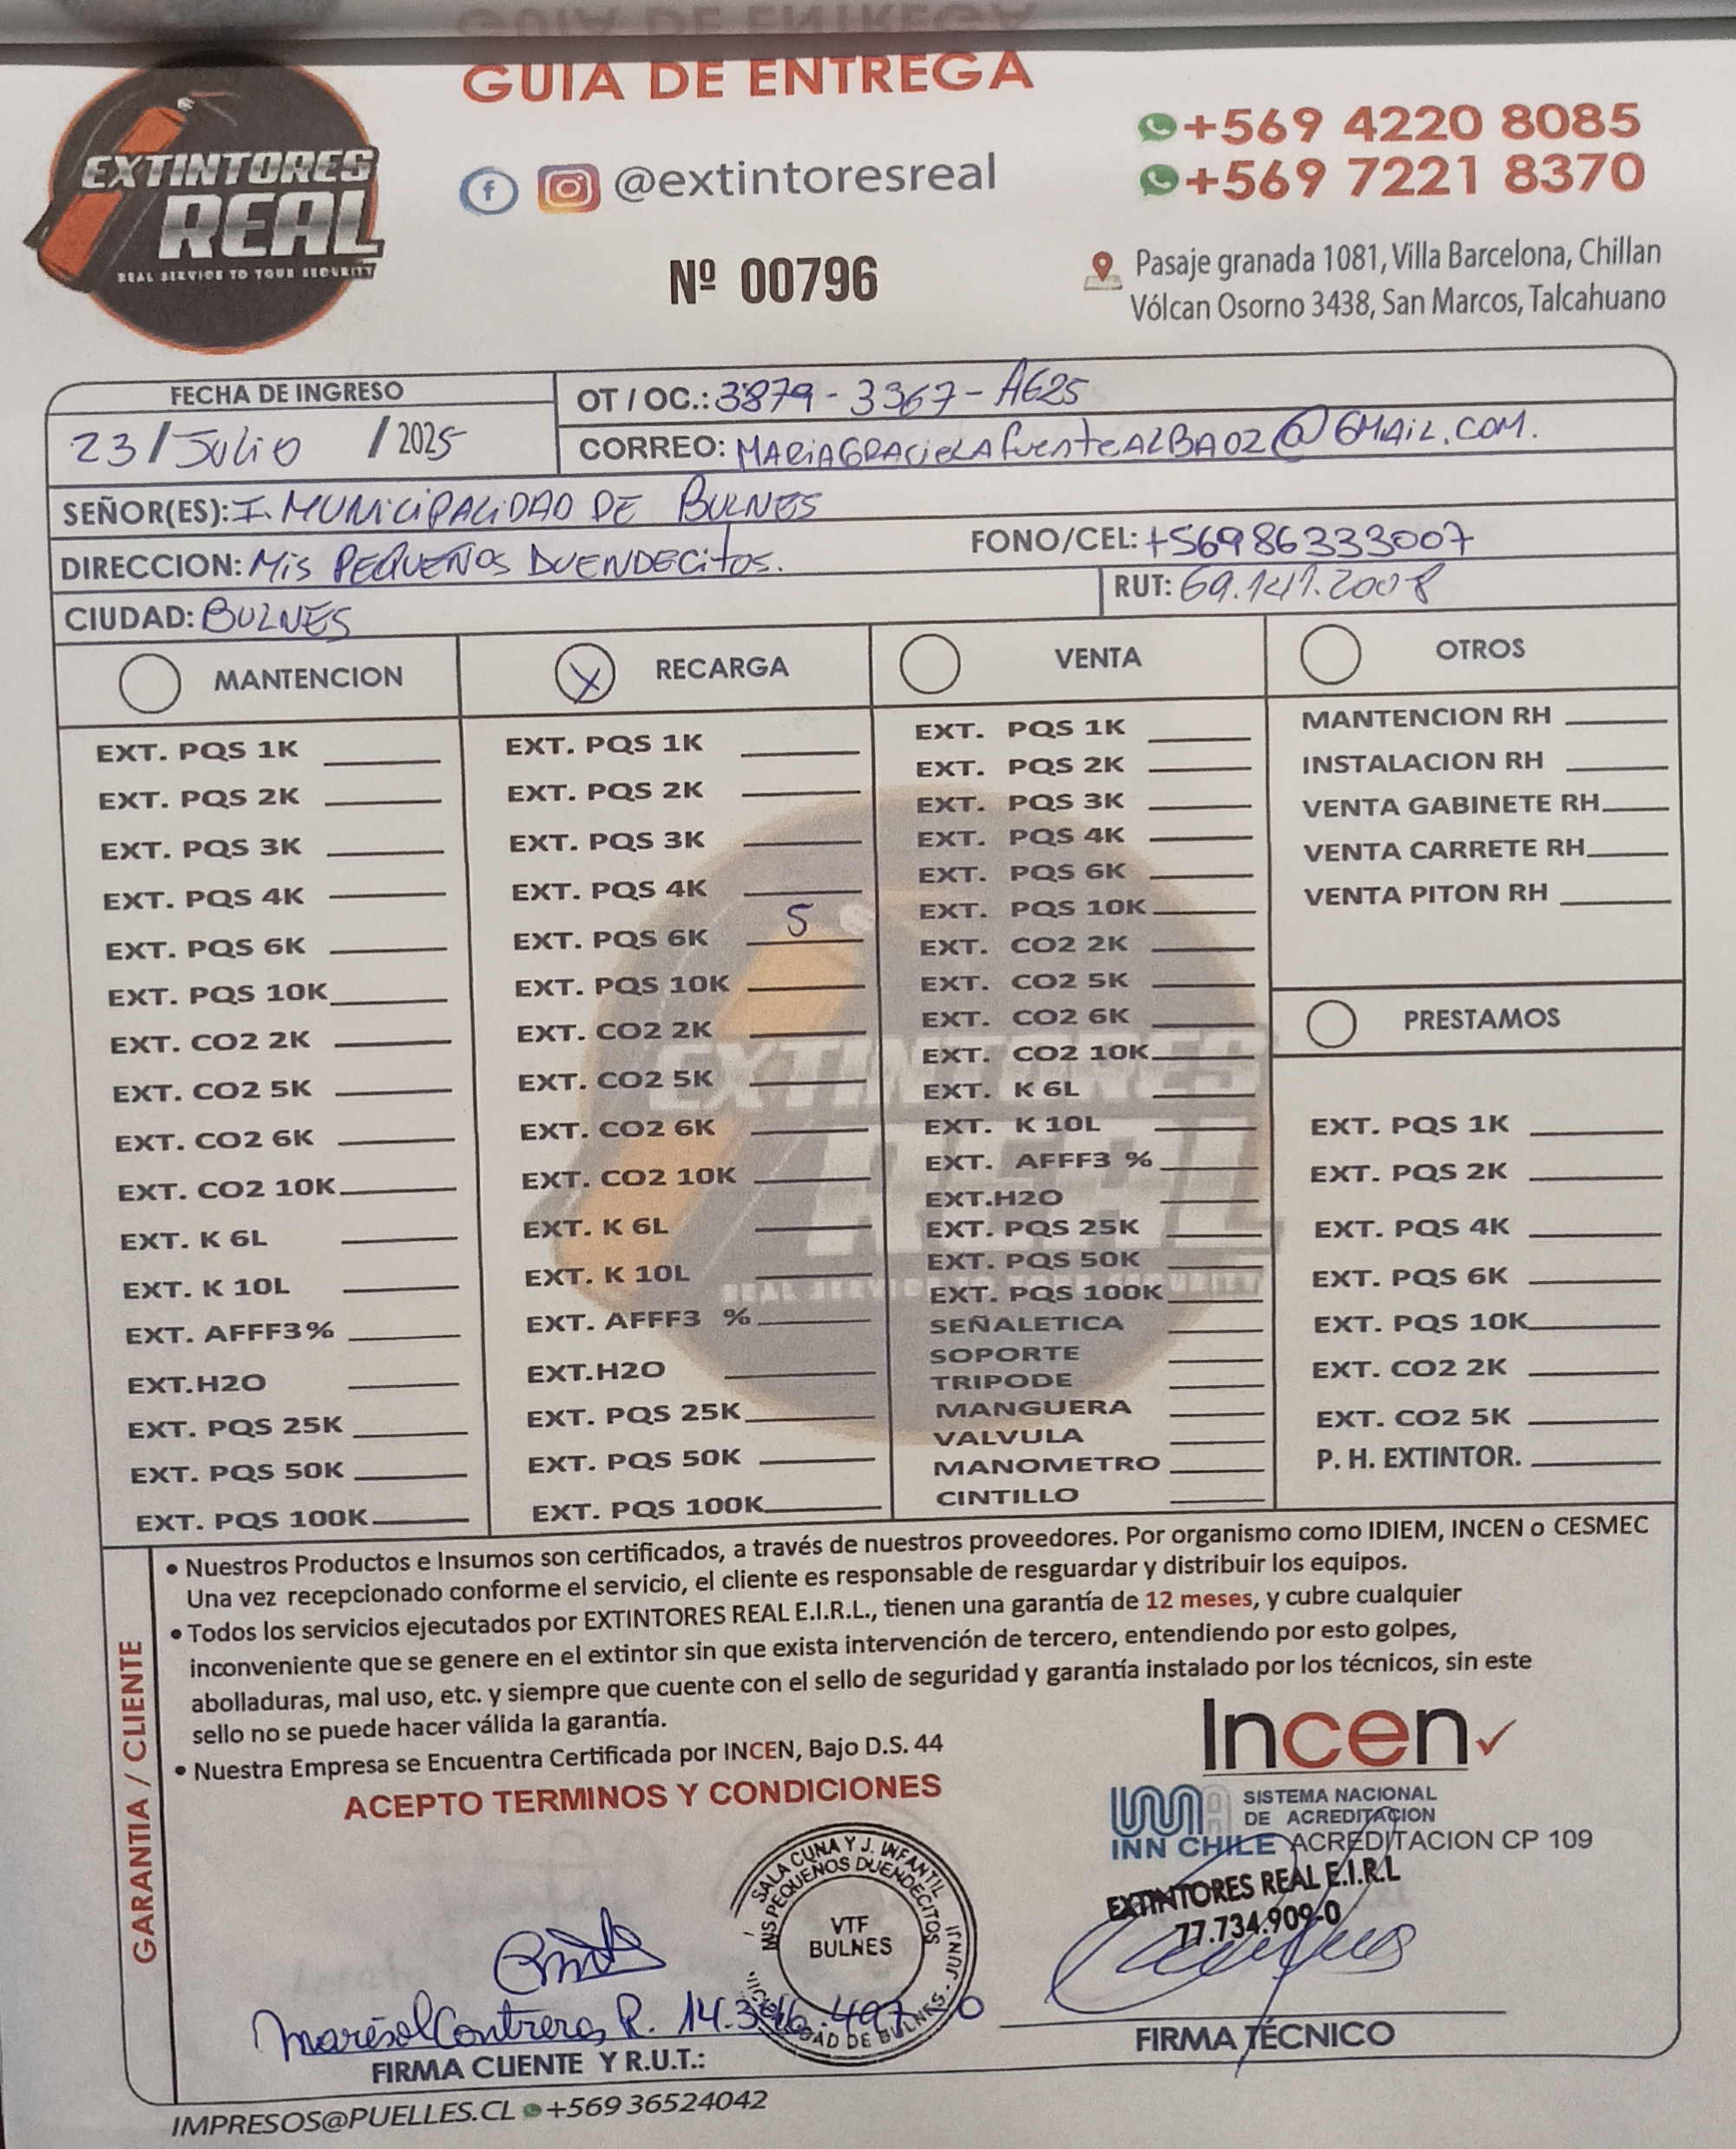 GUIA DE ENTREGA
EXTINTORES
REAL
REAL SERVICE TO YOUR SECURITY
@extintoresreal
+569 4220 8085
+569 7221 8370
Nº 00796
Pasaje granada 1081, Villa Barcelona, Chillan
Vólcan Osorno 3438, San Marcos, Talcahuano
FECHA DE INGRESO
23/Julio/2025
OT / OC.: 3879-3367-AG25
CORREO: MARiAGRACieLAfuenteALBA02@GMAiL.COM.
SEÑOR(ES): I. MUNiCiPALiDAD DE BULNES
DIRECCION: Mis PEQUEÑOS DUENDECitos.
FONO/CEL: +56986333007
CIUDAD: BULNES
RUT: 69.141.2008
MANTENCION
EXT. PQS 1K
EXT. PQS 2K
EXT. PQS 3K
EXT. PQS 4K
EXT. PQS 6K
EXT. PQS 10K
EXT. CO2 2K
EXT. CO2 5K
EXT. CO2 6K
EXT. CO2 10K
EXT. K 6L
EXT. K 10L
EXT. AFFF3%
EXT.H2O
EXT. PQS 25K
EXT. PQS 50K
EXT. PQS 100K
X RECARGA
EXT. PQS 1K
EXT. PQS 2K
EXT. PQS 3K
EXT. PQS 4K
EXT. PQS 6K 5
EXT. PQS 10K
EXT. CO2 2K
EXT. CO2 5K
EXT. CO2 6K
EXT. CO2 10K
EXT. K 6L
EXT. K 10L
EXT. AFFF3 %
EXT.H2O
EXT. PQS 25K
EXT. PQS 50K
EXT. PQS 100K
VENTA
EXT. PQS 1K
EXT. PQS 2K
EXT. PQS 3K
EXT. PQS 4K
EXT. PQS 6K
EXT. PQS 10K
EXT. CO2 2K
EXT. CO2 5K
EXT. CO2 6K
EXT. CO2 10K
EXT. K 6L
EXT. K 10L
EXT. AFFF3 %
EXT.H2O
EXT. PQS 25K
EXT. PQS 50K
EXT. PQS 100K
SEÑALETICA
SOPORTE
TRIPODE
MANGUERA
VALVULA
MANOMETRO
CINTILLO
OTROS
MANTENCION RH
INSTALACION RH
VENTA GABINETE RH
VENTA CARRETE RH
VENTA PITON RH
PRESTAMOS
EXT. PQS 1K
EXT. PQS 2K
EXT. PQS 4K
EXT. PQS 6K
EXT. PQS 10K
EXT. CO2 2K
EXT. CO2 5K
P. H. EXTINTOR.
EXTINTORES
REAL
REAL SERVICE TO YOUR SECURITY
GARANTIA / CLIENTE
• Nuestros Productos e Insumos son certificados, a través de nuestros proveedores. Por organismo como IDIEM, INCEN o CESMEC
Una vez recepcionado conforme el servicio, el cliente es responsable de resguardar y distribuir los equipos.
• Todos los servicios ejecutados por EXTINTORES REAL E.I.R.L., tienen una garantía de 12 meses, y cubre cualquier
inconveniente que se genere en el extintor sin que exista intervención de tercero, entendiendo por esto golpes,
abolladuras, mal uso, etc. y siempre que cuente con el sello de seguridad y garantía instalado por los técnicos, sin este
sello no se puede hacer válida la garantía.
• Nuestra Empresa se Encuentra Certificada por INCEN, Bajo D.S. 44
ACEPTO TERMINOS Y CONDICIONES
Incen
INN CHILE
SISTEMA NACIONAL
DE ACREDITACION
ACREDITACION CP 109
SALA CUNA Y J. INFANTIL
MIS PEQUEÑOS DUENDECITOS
VTF
BULNES
DAD DE BULNES - JUNJI
EXTINTORES REAL E.I.R.L
77.734.909-0
Marisol Contreras R. 14.346.497-0
FIRMA CLIENTE Y R.U.T.:
FIRMA TÉCNICO
IMPRESOS@PUELLES.CL +569 36524042